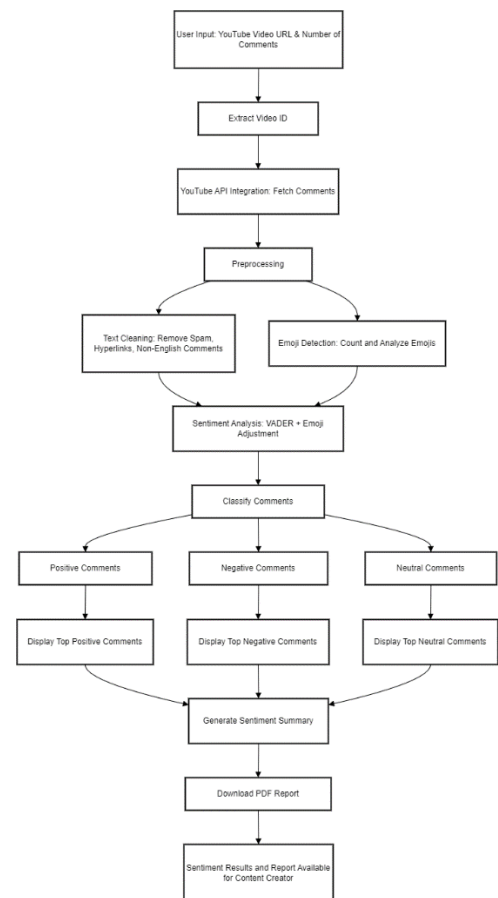 User Input: YouTube Video URL & Number of
Comments
Extract Video ID
YouTube API Integration: Fetch Comments
Preprocessing
Text Cleaning: Remove Spam,
Hyperlinks, Non-English Comments
Emoji Detection: Count and Analyze Emojis
Sentiment Analysis: VADER + Emoji
Adjustment
Classify Comments
Positive Comments
Negative Comments
Neutral Comments
Display Top Positive Comments
Display Top Negative Comments
Display Top Neutral Comments
Generate Sentiment Summary
Download PDF Report
Sentiment Results and Report Available
for Content Creator